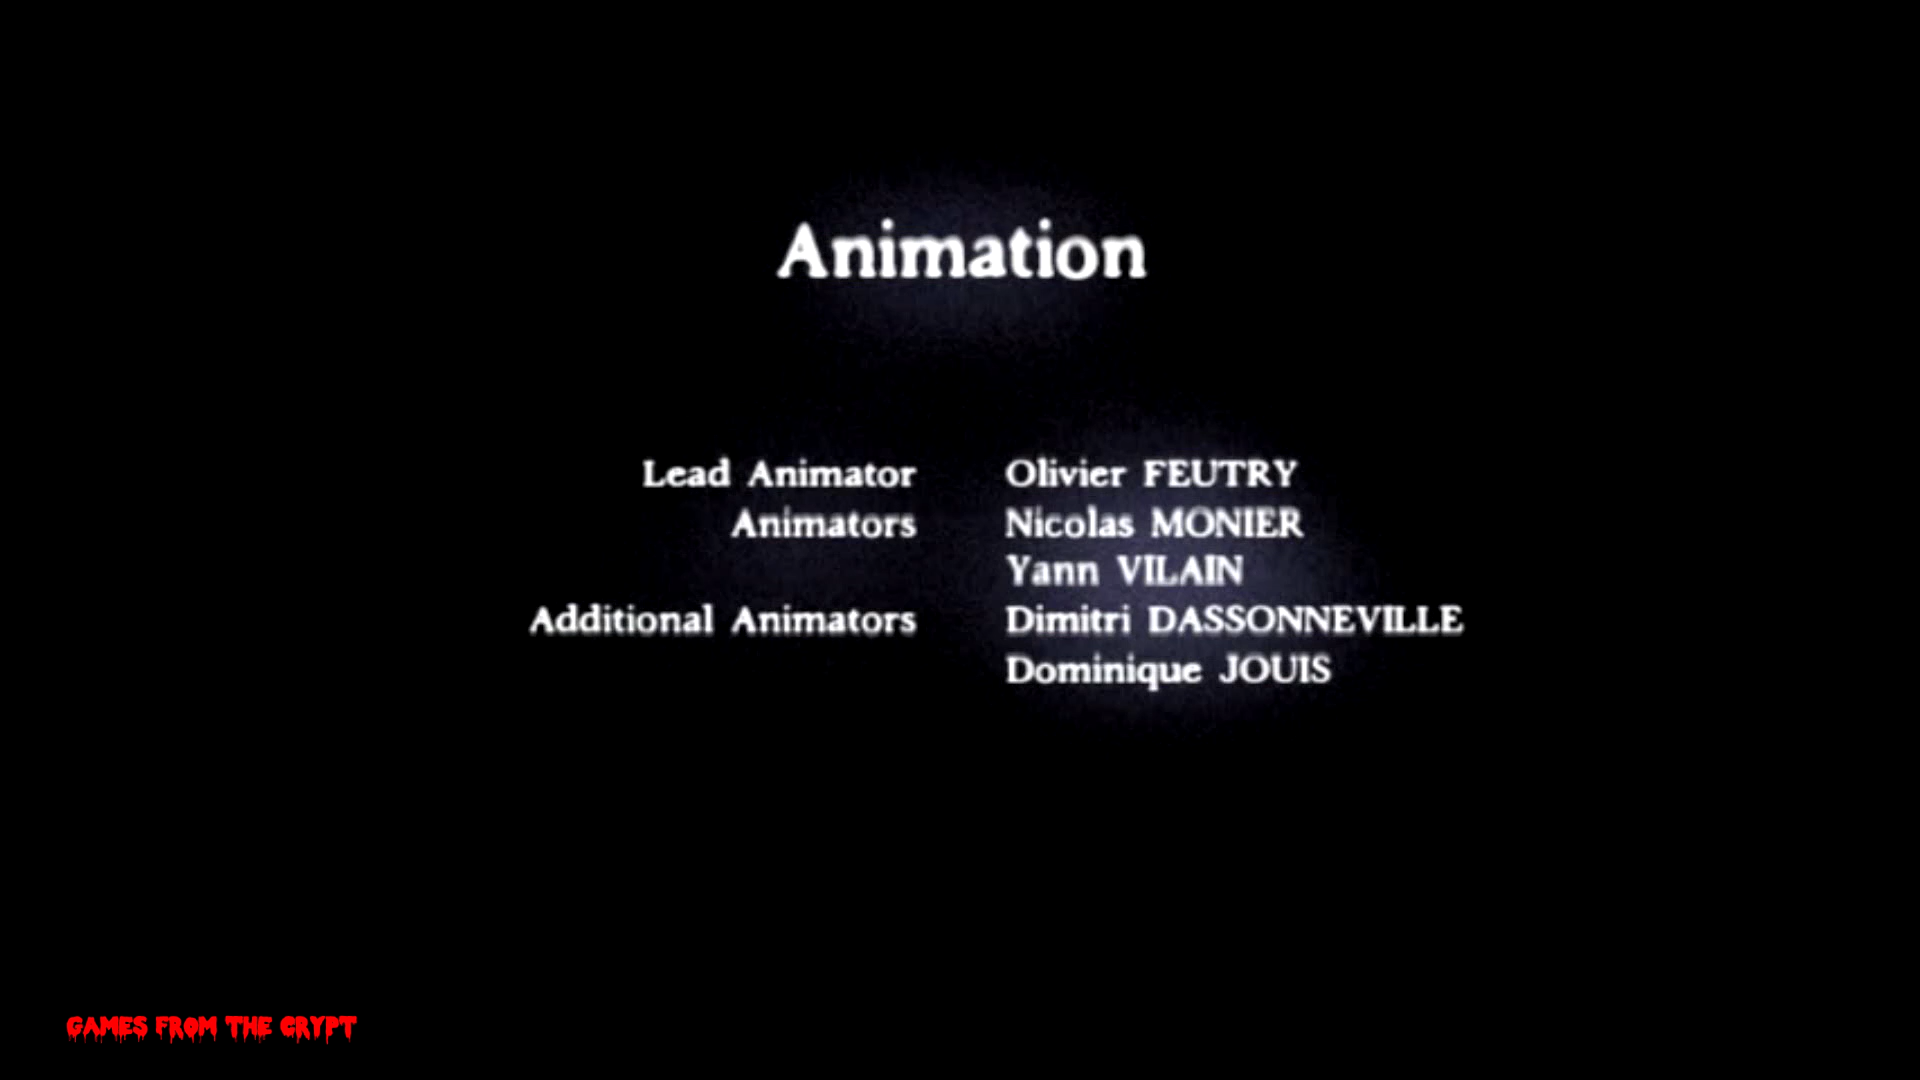 Animation
Lead Animator Olivier FEUTRY
Animators Nicolas MONIER
Yann VILAIN
Additional Animators Dimitri DASSONNEVILLE
Dominique JOUIS
GAMES FROM THE CRYPT